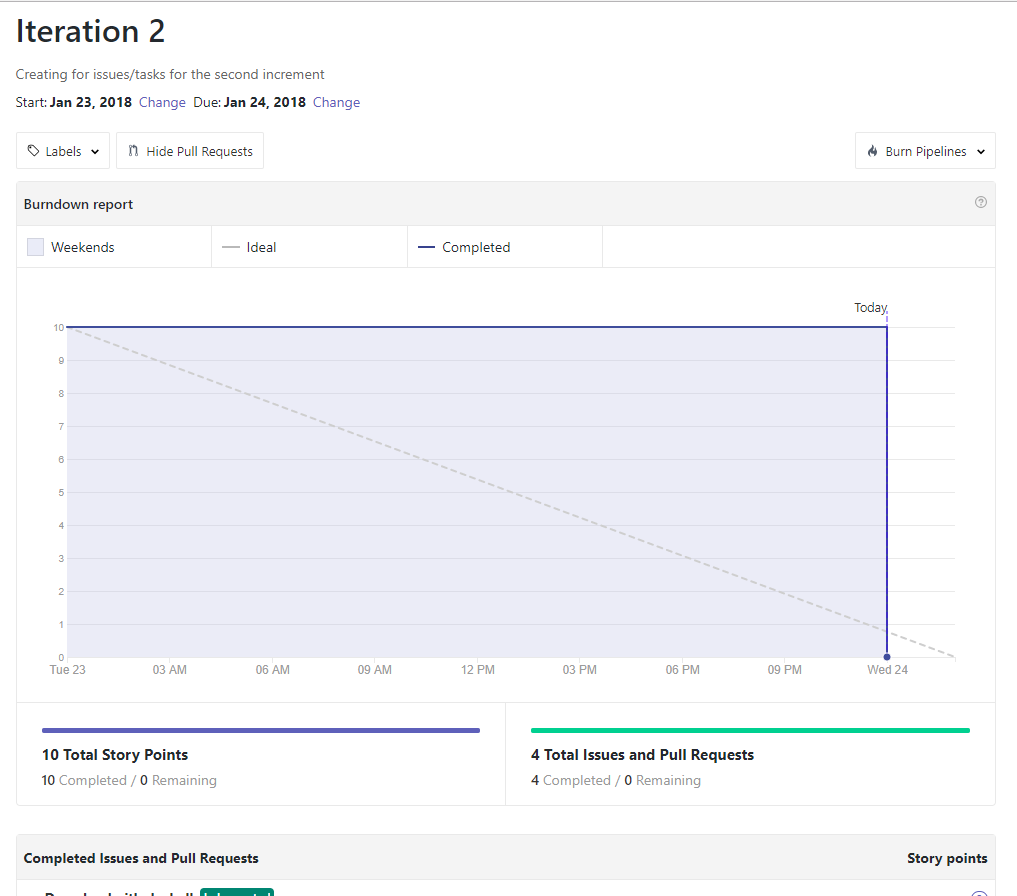 Iteration 2
Creating for issues/tasks for the second increment
Start: Jan 23, 2018 Change Due: Jan 24, 2018 Change
Labels Hide Pull Requests Burn Pipelines
Burndown report
Weekends Ideal Completed
Today
10
9
8
7
6
5
4
3
2
1
0
Tue 23 03 AM 06 AM 09 AM 12 PM 03 PM 06 PM 09 PM Wed 24
10 Total Story Points
10 Completed / 0 Remaining
4 Total Issues and Pull Requests
4 Completed / 0 Remaining
Completed Issues and Pull Requests Story points